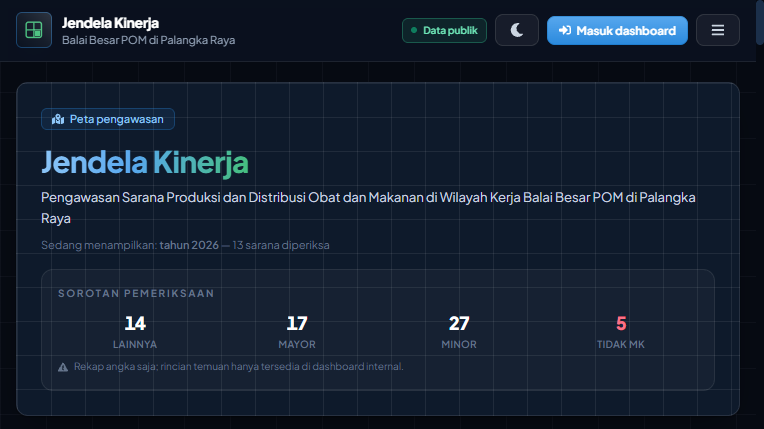 Jendela Kinerja
Balai Besar POM di Palangka Raya
Data publik
Masuk dashboard
Peta pengawasan
Jendela Kinerja
Pengawasan Sarana Produksi dan Distribusi Obat dan Makanan di Wilayah Kerja Balai Besar POM di Palangka
Raya
Sedang menampilkan: tahun 2026 — 13 sarana diperiksa
SOROTAN PEMERIKSAAN
14 17 27 5
LAINNYA MAYOR MINOR TIDAK MK
Rekap angka saja; rincian temuan hanya tersedia di dashboard internal.